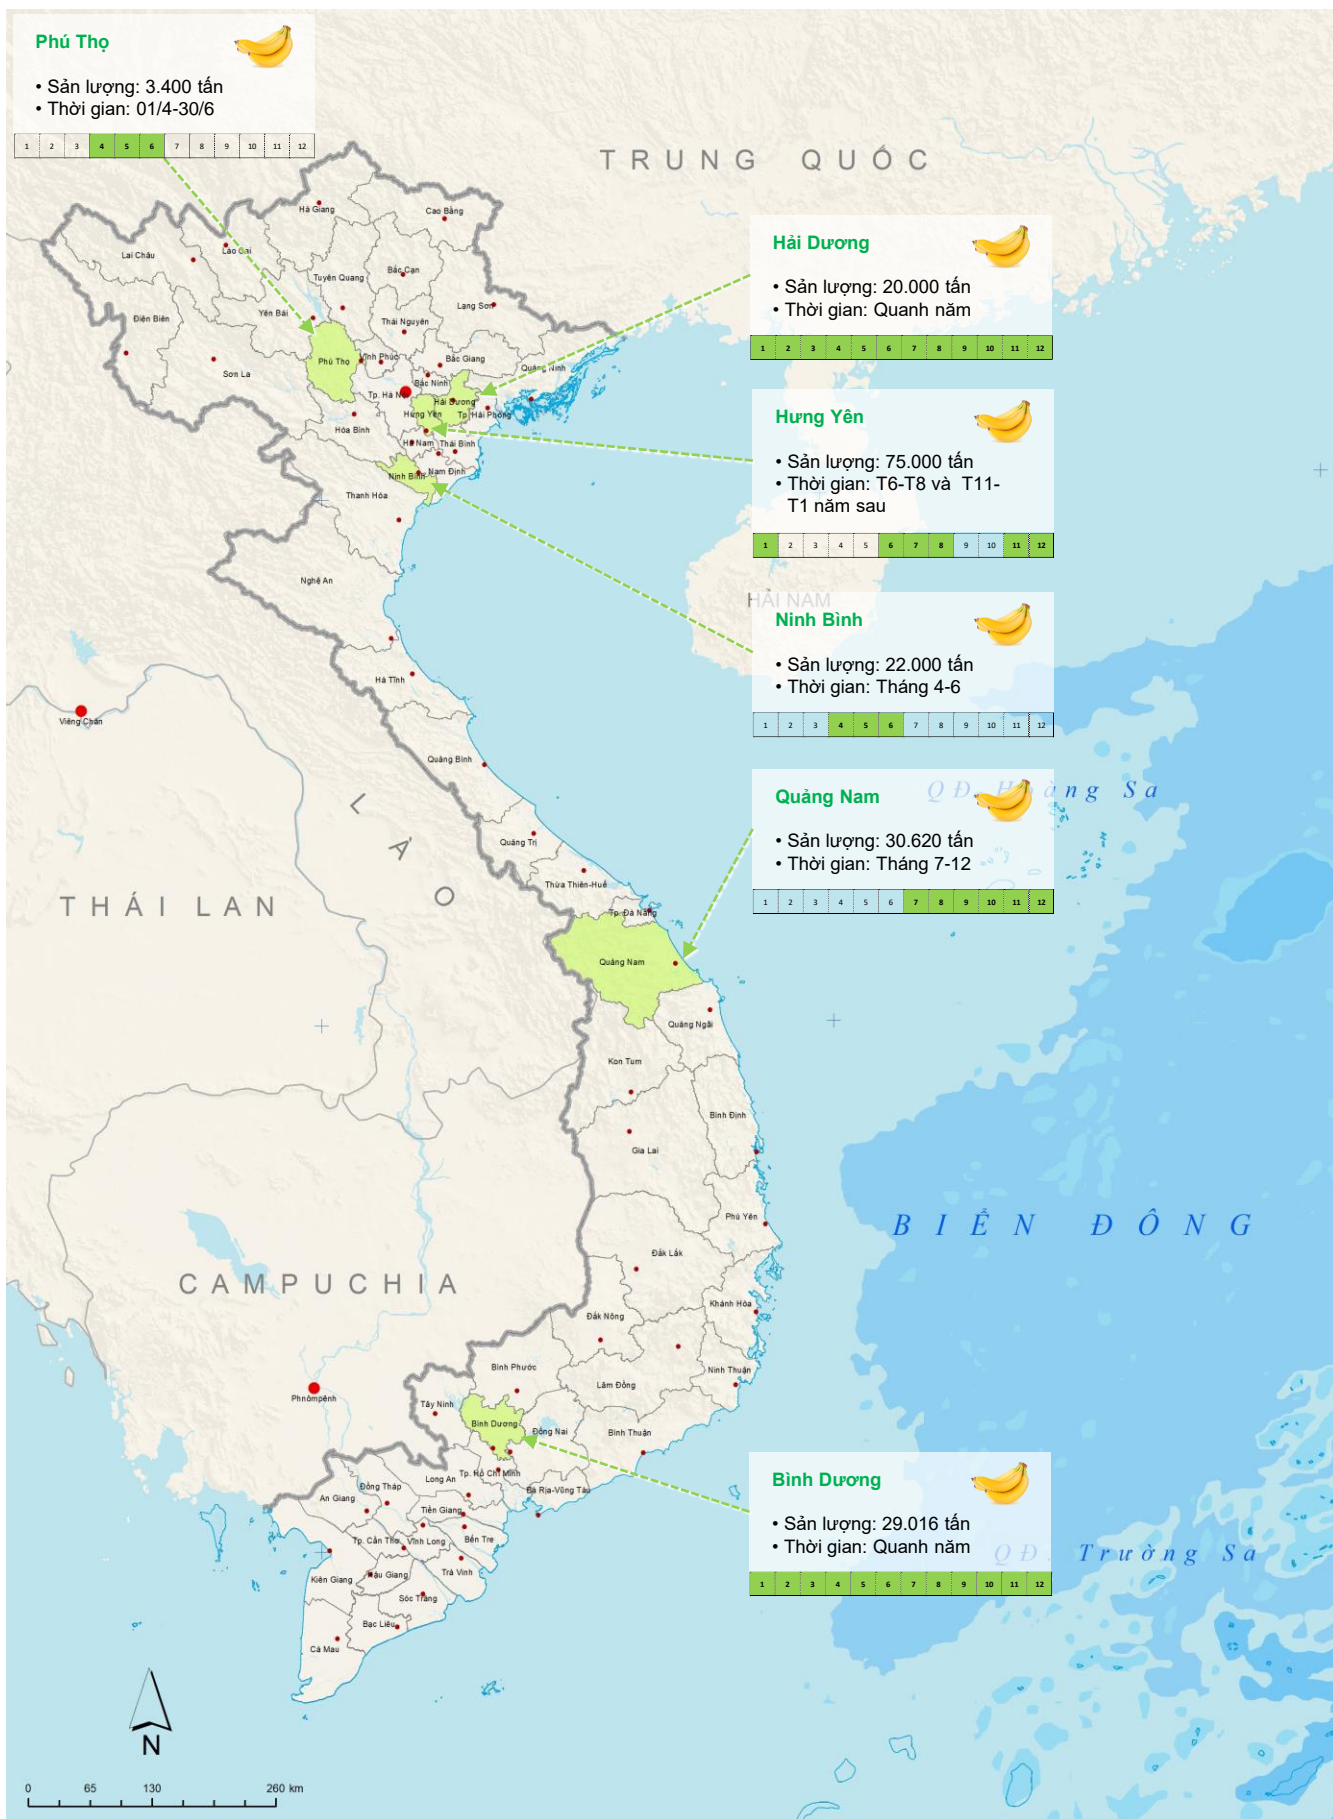 Phú Thọ
• Sản lượng: 3.400 tấn
• Thời gian: 01/4-30/6
1 2 3 4 5 6 7 8 9 10 11 12
TRUNG QUỐC
Hà Giang
Cao Bằng
Lai Châu
Lào Cai
Tuyên Quang
Bắc Cạn
Lạng Sơn
Điện Biên
Yên Bái
Thái Nguyên
Sơn La
Phú Thọ
Vĩnh Phúc
Bắc Giang
Quảng Ninh
Bắc Ninh
Tp. Hà N
Hải Dương
Hưng Yên
Tp. Hải Phòng
Hòa Bình
Hà Nam
Thái Bình
Ninh Bình
Nam Định
Thanh Hóa
Hải Dương
• Sản lượng: 20.000 tấn
• Thời gian: Quanh năm
1 2 3 4 5 6 7 8 9 10 11 12
Hưng Yên
• Sản lượng: 75.000 tấn
• Thời gian: T6-T8 và T11-
T1 năm sau
1 2 3 4 5 6 7 8 9 10 11 12
Nghệ An
HẢI NAM
Ninh Bình
• Sản lượng: 22.000 tấn
• Thời gian: Tháng 4-6
1 2 3 4 5 6 7 8 9 10 11 12
Hà Tĩnh
Viêng Chăn
Quảng Bình
LÀO
Quảng Trị
Thừa Thiên-Huế
THÁI LAN
Tp. Đà Nẵng
Quảng Nam
• Sản lượng: 30.620 tấn
• Thời gian: Tháng 7-12
1 2 3 4 5 6 7 8 9 10 11 12
QĐ. Hoàng Sa
Quảng Nam
Quảng Ngãi
Kon Tum
Bình Định
Gia Lai
Phú Yên
BIỂN ĐÔNG
Đắk Lắk
CAMPUCHIA
Khánh Hòa
Đắk Nông
Bình Phước
Ninh Thuận
Lâm Đồng
Phnômpênh
Tây Ninh
Bình Dương
Đồng Nai
Bình Thuận
Long An
Tp. Hồ Chí Minh
Bà Rịa-Vũng Tàu
Đồng Tháp
An Giang
Tiền Giang
Tp. Cần Thơ
Vĩnh Long
Bến Tre
Kiên Giang
Hậu Giang
Trà Vinh
Sóc Trăng
Bạc Liêu
Cà Mau
Bình Dương
• Sản lượng: 29.016 tấn
• Thời gian: Quanh năm
1 2 3 4 5 6 7 8 9 10 11 12
QĐ. Trường Sa
N
0 65 130 260 km